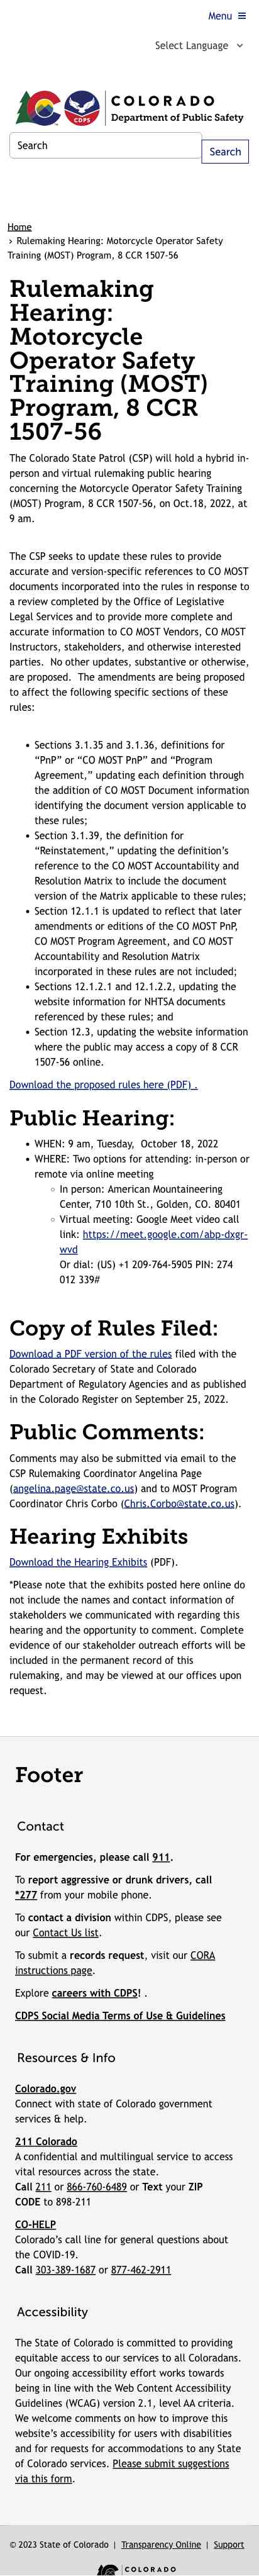 Menu ≡
Select Language
COLORADO
Department of Public Safety
CDPS
Search
Search
Home
› Rulemaking Hearing: Motorcycle Operator Safety
Training (MOST) Program, 8 CCR 1507-56
Rulemaking
Hearing:
Motorcycle
Operator Safety
Training (MOST)
Program, 8 CCR
1507-56
The Colorado State Patrol (CSP) will hold a hybrid in-
person and virtual rulemaking public hearing
concerning the Motorcycle Operator Safety Training
(MOST) Program, 8 CCR 1507-56, on Oct.18, 2022, at
9 am.
The CSP seeks to update these rules to provide
accurate and version-specific references to CO MOST
documents incorporated into the rules in response to
a review completed by the Office of Legislative
Legal Services and to provide more complete and
accurate information to CO MOST Vendors, CO MOST
Instructors, stakeholders, and otherwise interested
parties.  No other updates, substantive or otherwise,
are proposed.  The amendments are being proposed
to affect the following specific sections of these
rules:
• Sections 3.1.35 and 3.1.36, definitions for
“PnP” or “CO MOST PnP” and “Program
Agreement,” updating each definition through
the addition of CO MOST Document information
identifying the document version applicable to
these rules;
• Section 3.1.39, the definition for
“Reinstatement,” updating the definition’s
reference to the CO MOST Accountability and
Resolution Matrix to include the document
version of the Matrix applicable to these rules;
• Section 12.1.1 is updated to reflect that later
amendments or editions of the CO MOST PnP,
CO MOST Program Agreement, and CO MOST
Accountability and Resolution Matrix
incorporated in these rules are not included;
• Sections 12.1.2.1 and 12.1.2.2, updating the
website information for NHTSA documents
referenced by these rules; and
• Section 12.3, updating the website information
where the public may access a copy of 8 CCR
1507-56 online.
Download the proposed rules here (PDF) .
Public Hearing:
• WHEN: 9 am, Tuesday,  October 18, 2022
• WHERE: Two options for attending: in-person or
remote via online meeting
○ In person: American Mountaineering
Center, 710 10th St., Golden, CO. 80401
○ Virtual meeting: Google Meet video call
link: https://meet.google.com/abp-dxgr-
wvd
Or dial: (US) +1 209-764-5905 PIN: 274
012 339#
Copy of Rules Filed:
Download a PDF version of the rules filed with the
Colorado Secretary of State and Colorado
Department of Regulatory Agencies and as published
in the Colorado Register on September 25, 2022.
Public Comments:
Comments may also be submitted via email to the
CSP Rulemaking Coordinator Angelina Page
(angelina.page@state.co.us) and to MOST Program
Coordinator Chris Corbo (Chris.Corbo@state.co.us).
Hearing Exhibits
Download the Hearing Exhibits (PDF).
*Please note that the exhibits posted here online do
not include the names and contact information of
stakeholders we communicated with regarding this
hearing and the opportunity to comment. Complete
evidence of our stakeholder outreach efforts will be
included in the permanent record of this
rulemaking, and may be viewed at our offices upon
request.
Footer
Contact
For emergencies, please call 911.
To report aggressive or drunk drivers, call
*277 from your mobile phone.
To contact a division within CDPS, please see
our Contact Us list.
To submit a records request, visit our CORA
instructions page.
Explore careers with CDPS! .
CDPS Social Media Terms of Use & Guidelines
Resources & Info
Colorado.gov
Connect with state of Colorado government
services & help.
211 Colorado
A confidential and multilingual service to access
vital resources across the state.
Call 211 or 866-760-6489 or Text your ZIP
CODE to 898-211
CO-HELP
Colorado’s call line for general questions about
the COVID-19.
Call 303-389-1687 or 877-462-2911
Accessibility
The State of Colorado is committed to providing
equitable access to our services to all Coloradans.
Our ongoing accessibility effort works towards
being in line with the Web Content Accessibility
Guidelines (WCAG) version 2.1, level AA criteria.
We welcome comments on how to improve this
website’s accessibility for users with disabilities
and for requests for accommodations to any State
of Colorado services. Please submit suggestions
via this form.
© 2023 State of Colorado | Transparency Online | Support
COLORADO